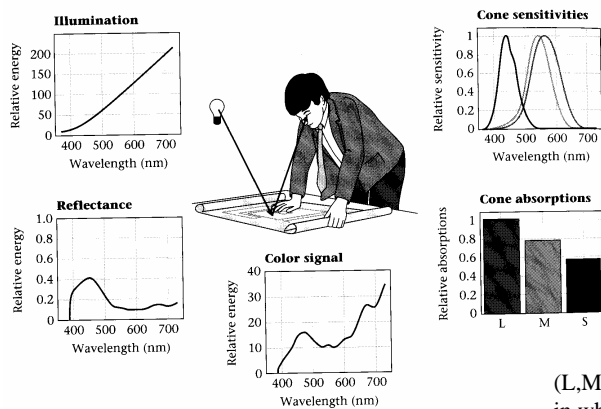 Illumination
Relative energy
250
200
150
100
50
0
400 500 600 700
Wavelength (nm)
Reflectance
Relative energy
1.0
0.8
0.6
0.4
0.2
0
400 500 600 700
Wavelength (nm)
Color signal
Relative energy
40
30
20
10
0
400 500 600 700
Wavelength (nm)
Cone sensitivities
Relative sensitivity
1
0.8
0.6
0.4
0.2
0
400 500 600 700
Wavelength (nm)
Cone absorptions
Relative absorptions
1
0.8
0.6
0.4
0.2
0
L M S
(L,M